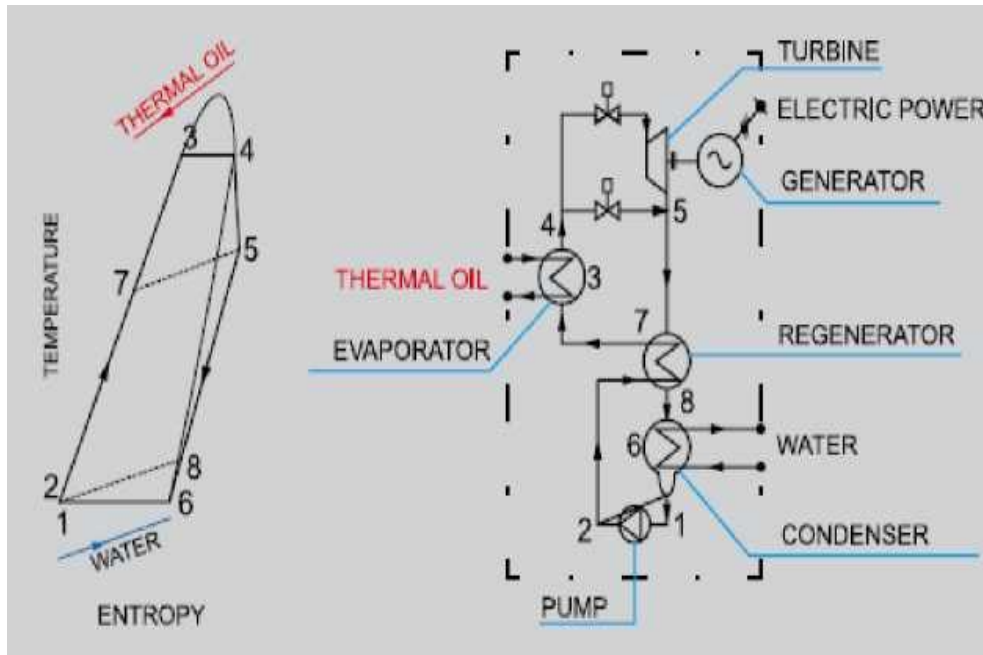 THERMAL OIL
3
4
5
7
TEMPERATURE
8
2
6
1
WATER
ENTROPY
TURBINE
ELECTRIC POWER
GENERATOR
4
5
THERMAL OIL
3
EVAPORATOR
7
REGENERATOR
8
6
WATER
2
1
CONDENSER
PUMP